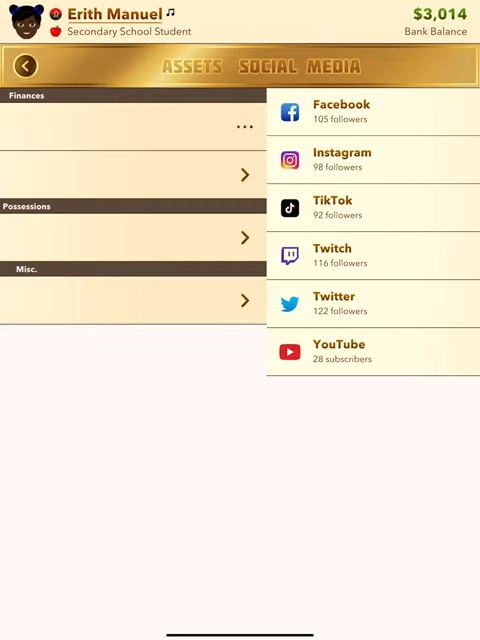 Erith Manuel
Secondary School Student
$3,014
Bank Balance
ASSETS SOCIAL MEDIA
Finances
...
Possessions
Misc.
Facebook
105 followers
Instagram
98 followers
TikTok
92 followers
Twitch
116 followers
Twitter
122 followers
YouTube
28 subscribers